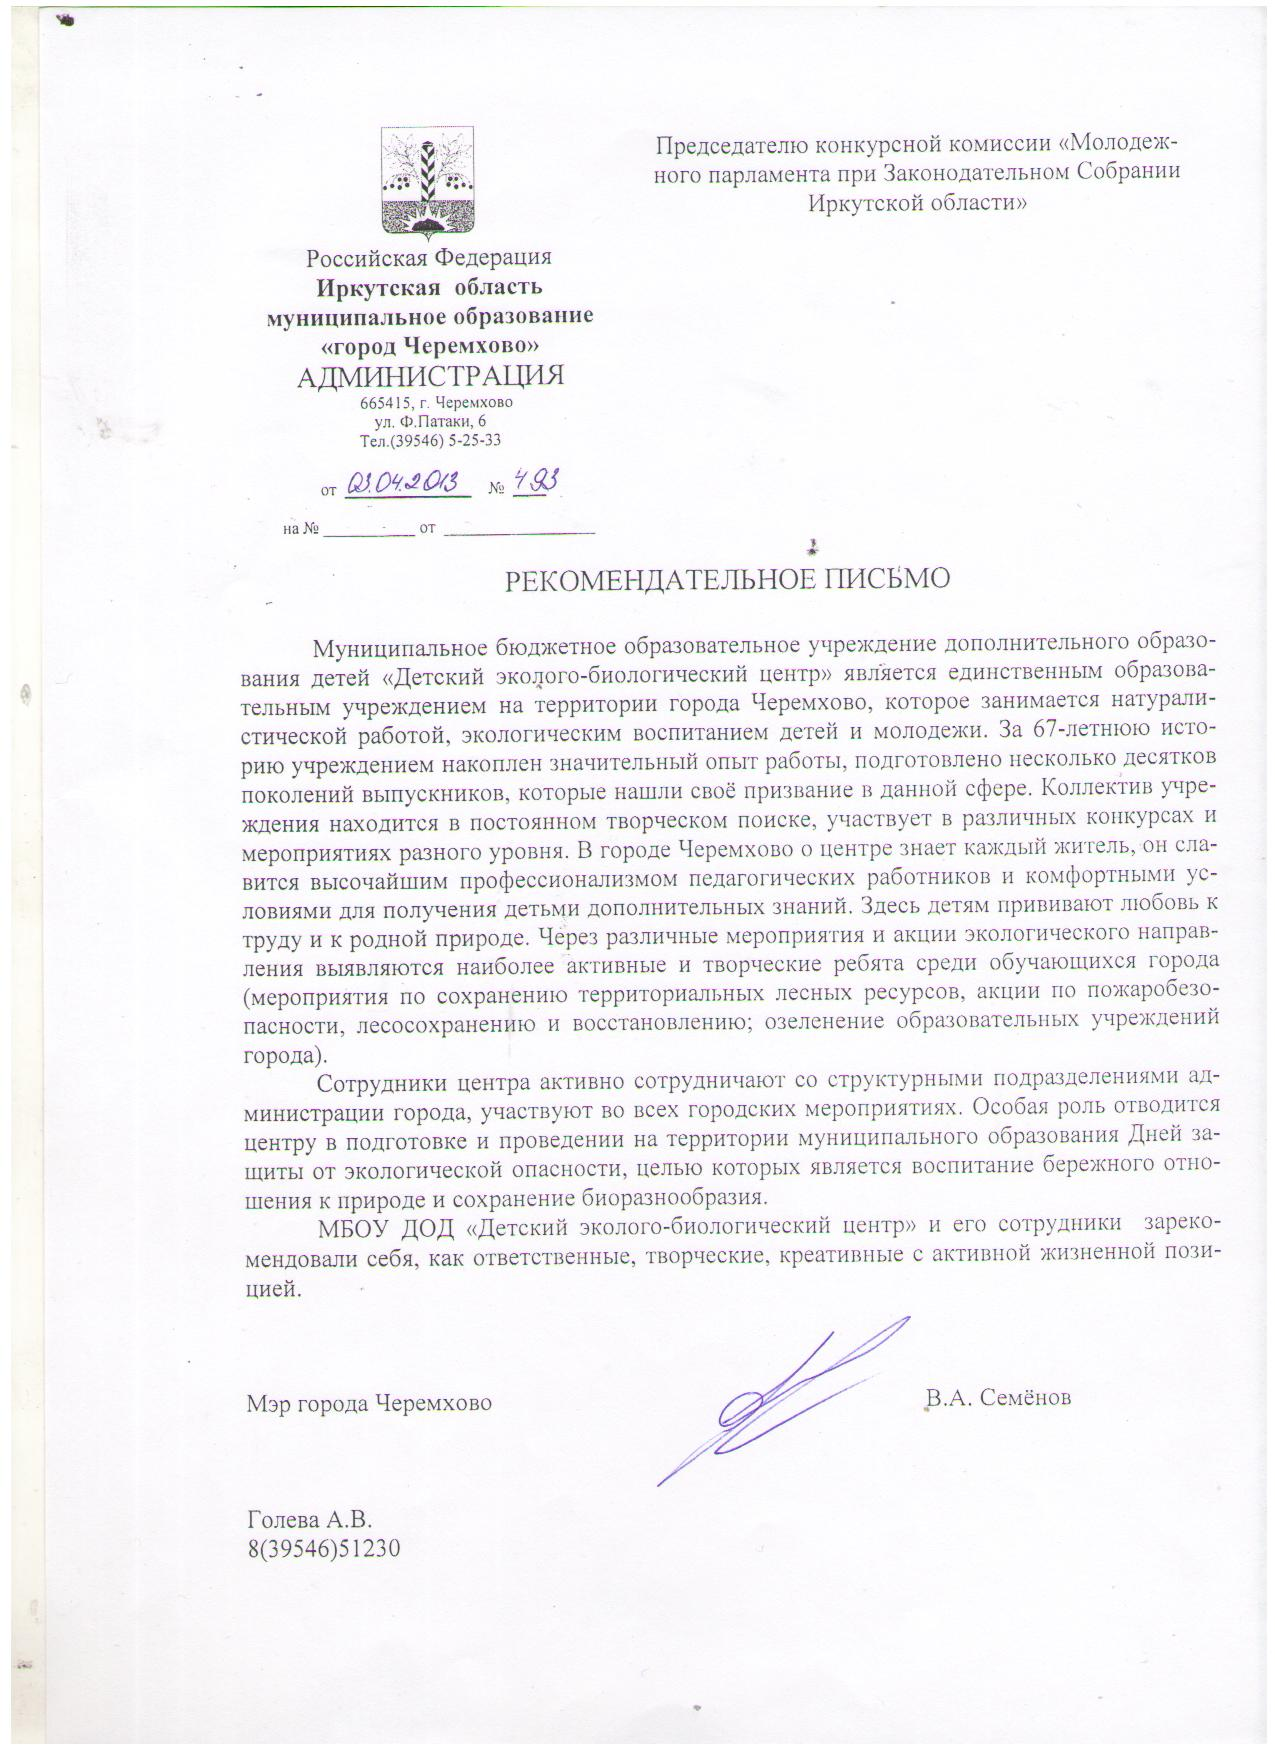 Председателю конкурсной комиссии «Молодеж-
ного парламента при Законодательном Собрании
Иркутской области»
Российская Федерация
Иркутская область
муниципальное образование
«город Черемхово»
АДМИНИСТРАЦИЯ
665415, г. Черемхово
ул. Ф.Патаки, 6
Тел.(39546) 5-25-33
от 03.04.2013 № 493
на № ___________ от __________________
РЕКОМЕНДАТЕЛЬНОЕ ПИСЬМО
Муниципальное бюджетное образовательное учреждение дополнительного образо-
вания детей «Детский эколого-биологический центр» является единственным образова-
тельным учреждением на территории города Черемхово, которое занимается натурали-
стической работой, экологическим воспитанием детей и молодежи. За 67-летнюю исто-
рию учреждением накоплен значительный опыт работы, подготовлено несколько десятков
поколений выпускников, которые нашли своё призвание в данной сфере. Коллектив учре-
ждения находится в постоянном творческом поиске, участвует в различных конкурсах и
мероприятиях разного уровня. В городе Черемхово о центре знает каждый житель, он сла-
вится высочайшим профессионализмом педагогических работников и комфортными ус-
ловиями для получения детьми дополнительных знаний. Здесь детям прививают любовь к
труду и к родной природе. Через различные мероприятия и акции экологического направ-
ления выявляются наиболее активные и творческие ребята среди обучающихся города
(мероприятия по сохранению территориальных лесных ресурсов, акции по пожаробезо-
пасности, лесосохранению и восстановлению; озеленение образовательных учреждений
города).
Сотрудники центра активно сотрудничают со структурными подразделениями ад-
министрации города, участвуют во всех городских мероприятиях. Особая роль отводится
центру в подготовке и проведении на территории муниципального образования Дней за-
щиты от экологической опасности, целью которых является воспитание бережного отно-
шения к природе и сохранение биоразнообразия.
МБОУ ДОД «Детский эколого-биологический центр» и его сотрудники зареко-
мендовали себя, как ответственные, творческие, креативные с активной жизненной пози-
цией.
Мэр города Черемхово В.А. Семёнов
Голева А.В.
8(39546)51230